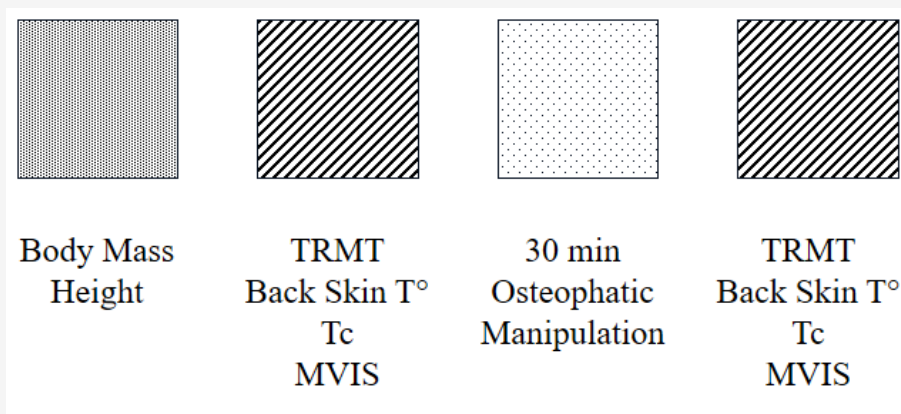 Body Mass
Height
TRMT
Back Skin T°
Tc
MVIS
30 min
Osteophatic
Manipulation
TRMT
Back Skin T°
Tc
MVIS